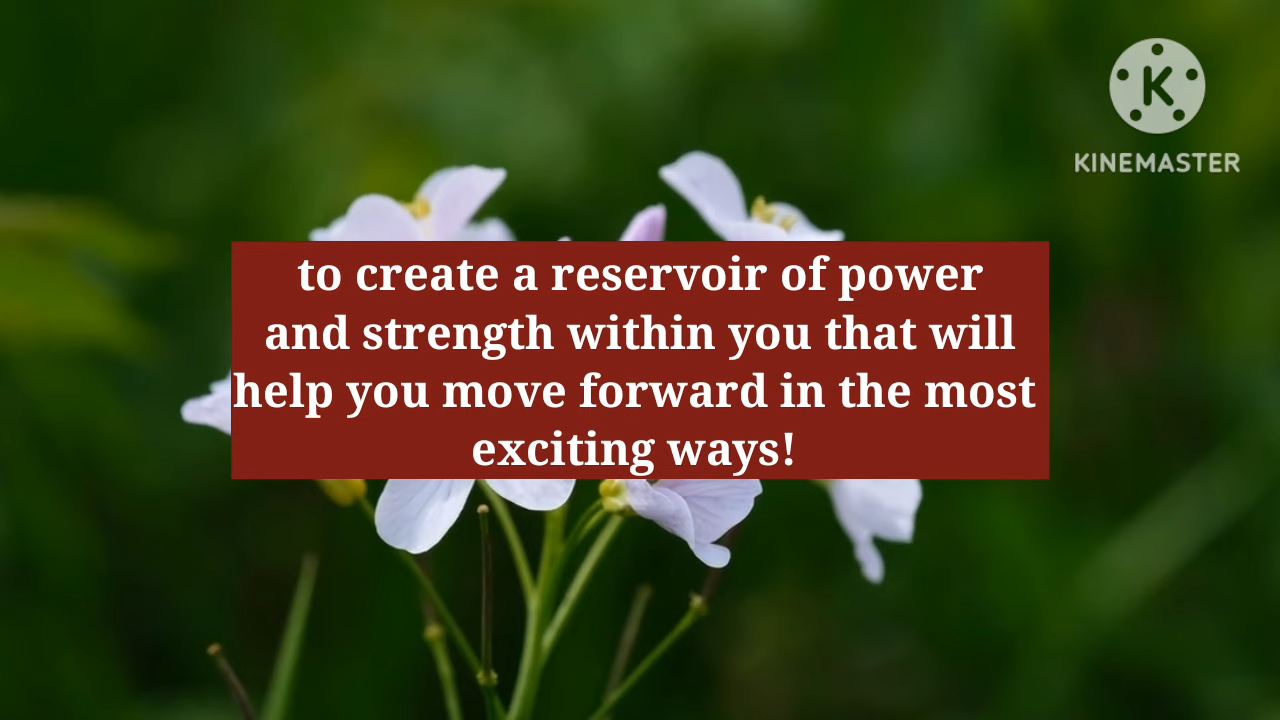 KINEMASTER
to create a reservoir of power
and strength within you that will
help you move forward in the most
exciting ways!